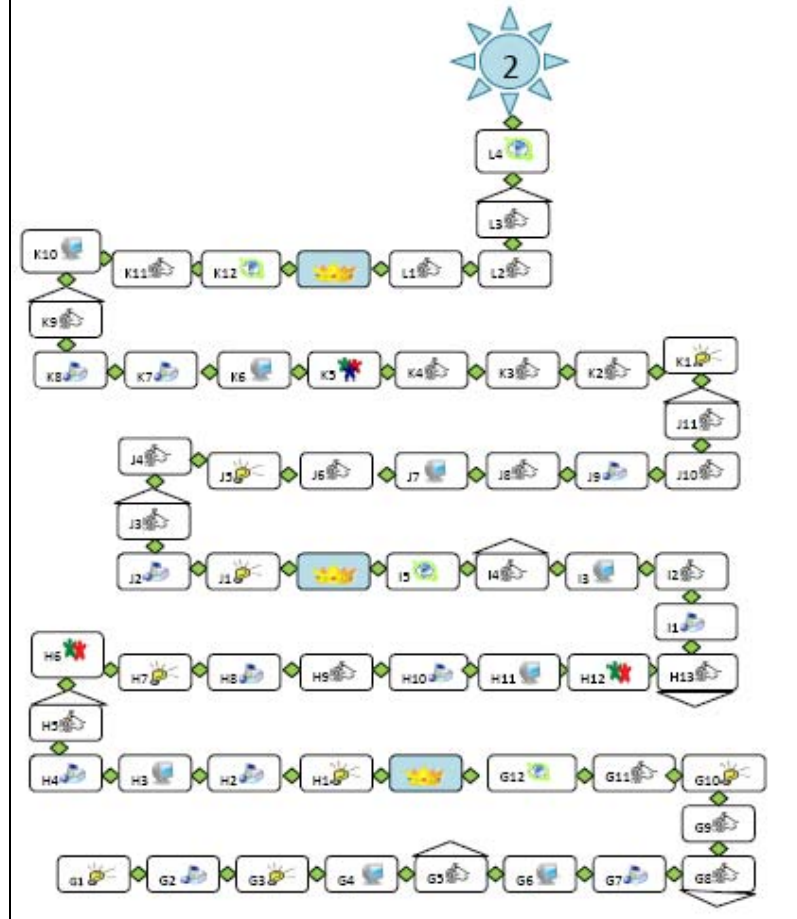 2
L4
L3
K10 K11 K12 L1 L2
K9
K8 K7 K6 K5 K4 K3 K2 K1
J11
J4 J5 J6 J7 J8 J9 J10
J3
J2 J1 I5 I4 I3 I2
I1
H6 H7 H8 H9 H10 H11 H12 H13
H5
H4 H3 H2 H1 G12 G11 G10
G9
G1 G2 G3 G4 G5 G6 G7 G8